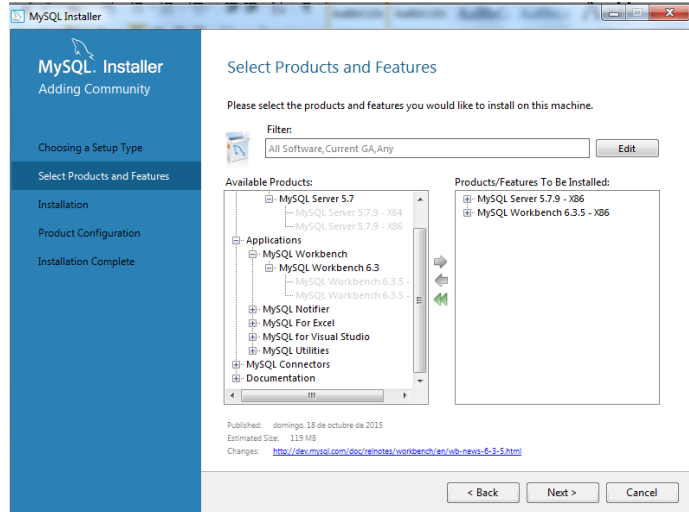 MySQL Installer
MySQL. Installer
Adding Community
Choosing a Setup Type
Select Products and Features
Installation
Product Configuration
Installation Complete
Select Products and Features
Please select the products and features you would like to install on this machine.
Filter:
All Software,Current GA,Any
Edit
Available Products:
MySQL Server 5.7
MySQL Server 5.7.9 - X64
MySQL Server 5.7.9 - X86
Applications
MySQL Workbench
MySQL Workbench 6.3
MySQL Workbench 6.3.5 -
MySQL Workbench 6.3.5 -
MySQL Notifier
MySQL For Excel
MySQL for Visual Studio
MySQL Utilities
MySQL Connectors
Documentation
Products/Features To Be Installed:
MySQL Server 5.7.9 - X86
MySQL Workbench 6.3.5 - X86
Published: domingo, 18 de octubre de 2015
Estimated Size: 119 MB
Changes: http://dev.mysql.com/doc/relnotes/workbench/en/wb-news-6-3-5.html
< Back
Next >
Cancel